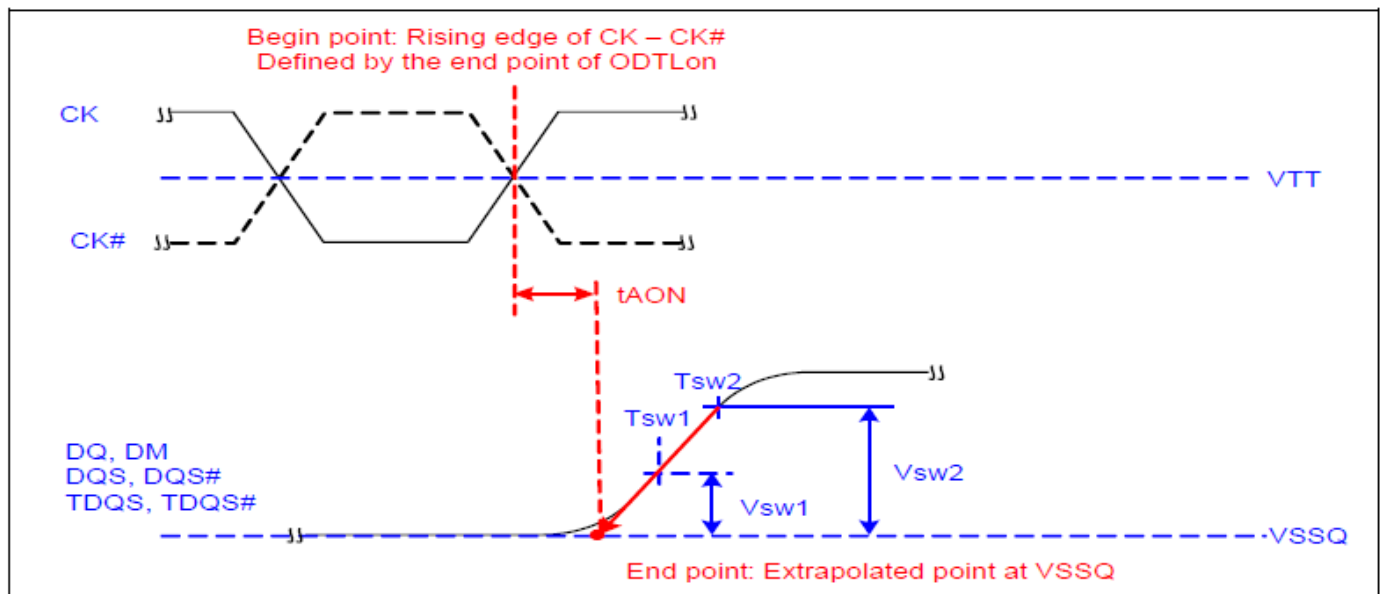 Begin point: Rising edge of CK – CK#
Defined by the end point of ODTLon
CK
VTT
CK#
tAON
Tsw2
Tsw1
DQ, DM
DQS, DQS#
TDQS, TDQS#
Vsw2
Vsw1
VSSQ
End point: Extrapolated point at VSSQ